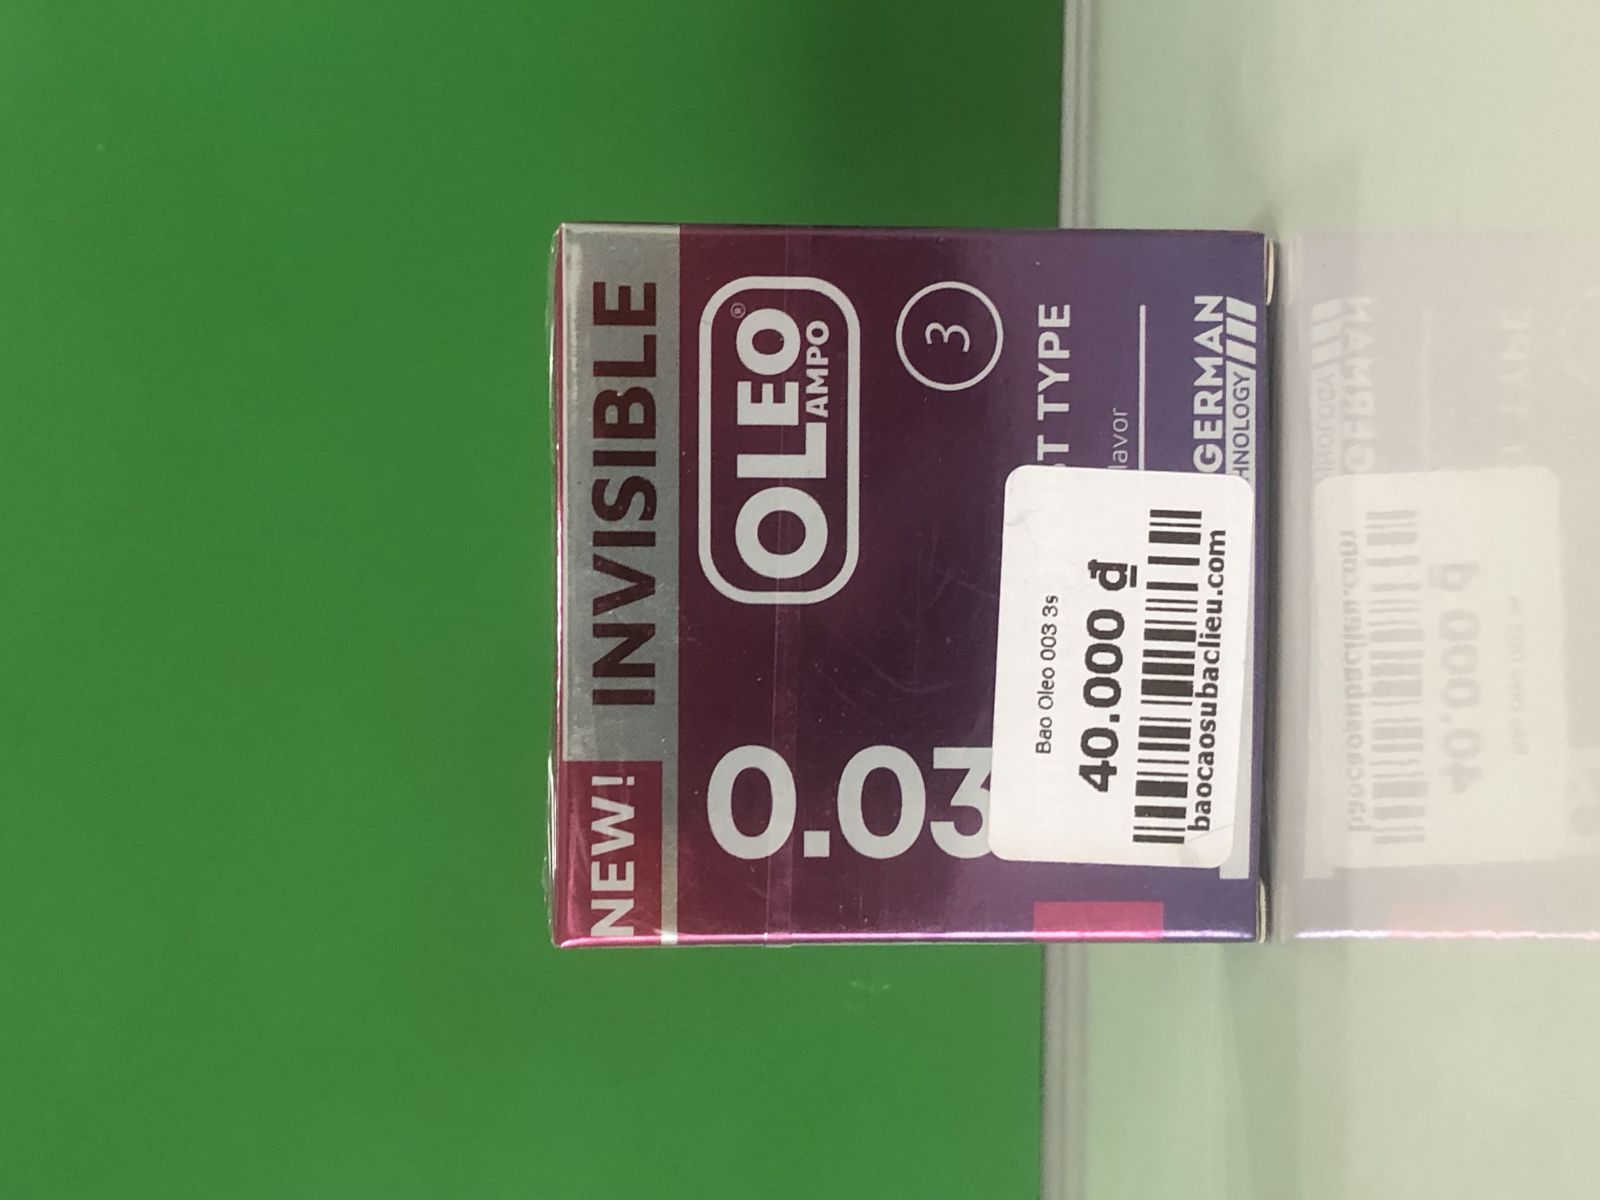 NEW! INVISIBLE
0.03
OLEO®
AMPO
3
TYPE
GERMAN
Bao Oleo 003 3s
40.000 ₫
baocaosubaclieu.com